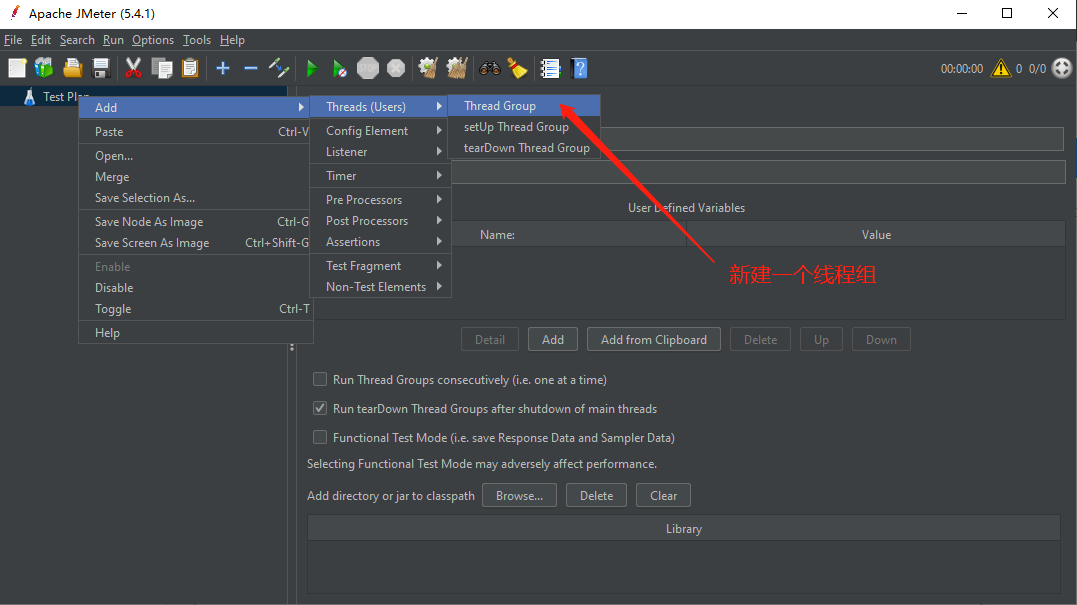 Apache JMeter (5.4.1)
File Edit Search Run Options Tools Help
00:00:00 0 0/0
Test Plan
Add
Paste Ctrl-V
Open...
Merge
Save Selection As...
Save Node As Image Ctrl-G
Save Screen As Image Ctrl+Shift-G
Enable
Disable
Toggle Ctrl-T
Help
Threads (Users)
Config Element
Listener
Timer
Pre Processors
Post Processors
Assertions
Test Fragment
Non-Test Elements
Thread Group
setUp Thread Group
tearDown Thread Group
User Defined Variables
Name: Value
新建一个线程组
Detail Add Add from Clipboard Delete Up Down
Run Thread Groups consecutively (i.e. one at a time)
Run tearDown Thread Groups after shutdown of main threads
Functional Test Mode (i.e. save Response Data and Sampler Data)
Selecting Functional Test Mode may adversely affect performance.
Add directory or jar to classpath Browse... Delete Clear
Library